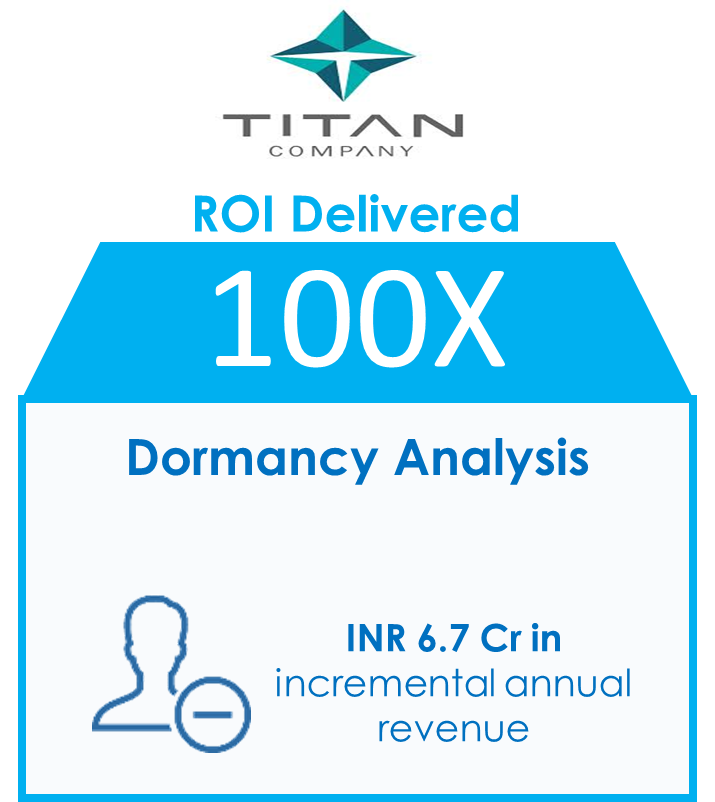 TITAN
COMPANY
ROI Delivered
100X
Dormancy Analysis
INR 6.7 Cr in
incremental annual
revenue